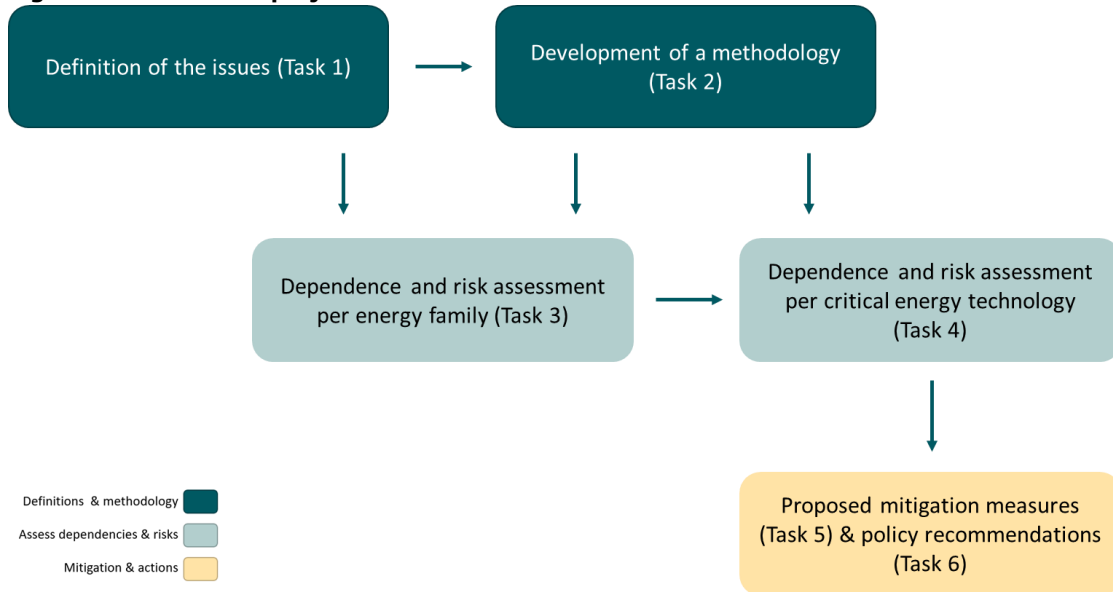 Definition of the issues (Task 1)
Development of a methodology
(Task 2)
Dependence and risk assessment
per energy family (Task 3)
Dependence and risk assessment
per critical energy technology
(Task 4)
Definitions & methodology
Assess dependencies & risks
Mitigation & actions
Proposed mitigation measures
(Task 5) & policy recommendations
(Task 6)